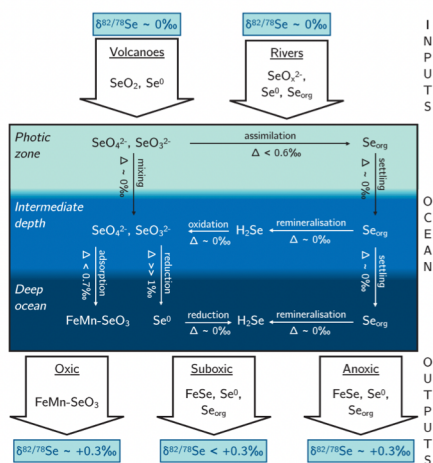 δ82/78Se ~ 0‰
δ82/78Se ~ 0‰
Volcanoes
SeO2, Se0
Rivers
SeOx2-,
Se0, Seorg
INPUTS
Photic
zone
SeO42-, SeO32-
assimilation
Δ < 0.6‰
Seorg
mixing
Δ ~ 0‰
settling
Δ ~ 0‰
Intermediate
depth
SeO42-, SeO32-
oxidation
Δ ~ 0‰
H2Se
remineralisation
Δ ~ 0‰
Seorg
adsorption
Δ < 0.7‰
reduction
Δ >> 1‰
settling
Δ ~ 0‰
Deep
ocean
FeMn-SeO3
Se0
reduction
Δ ~ 0‰
H2Se
remineralisation
Δ ~ 0‰
Seorg
OCEAN
Oxic
FeMn-SeO3
Suboxic
FeSe, Se0,
Seorg
Anoxic
FeSe, Se0,
Seorg
OUTPUTS
δ82/78Se ~ +0.3‰
δ82/78Se < +0.3‰
δ82/78Se ~ +0.3‰